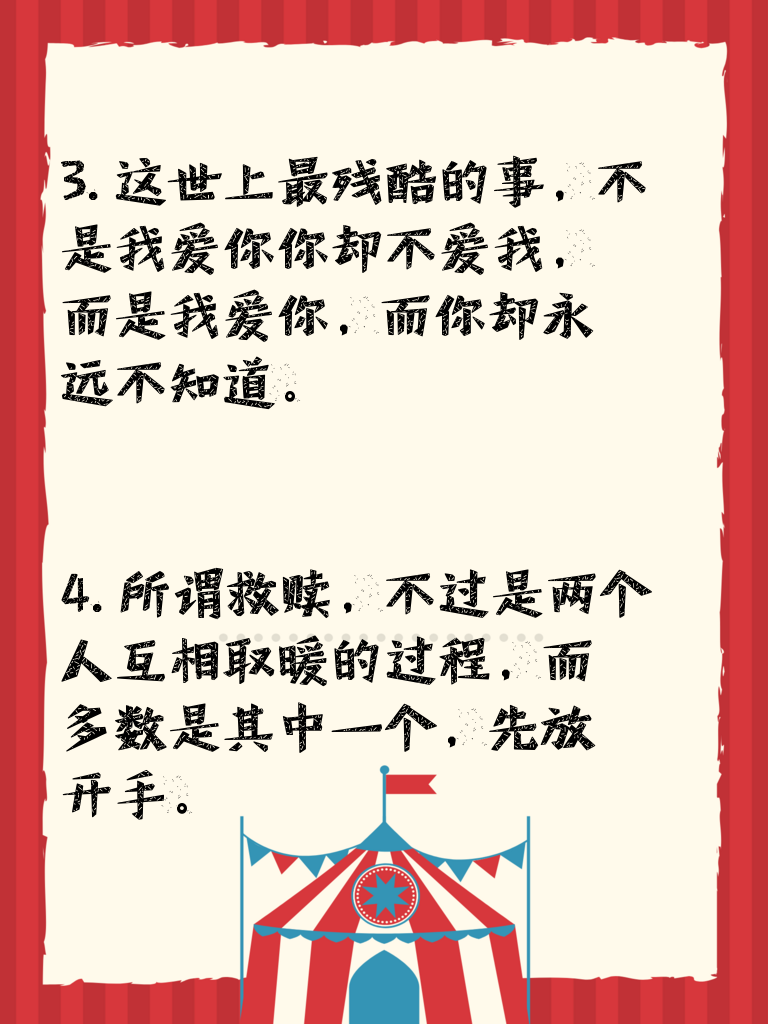 3.这世上最残酷的事，不
是我爱你你却不爱我，
而是我爱你，而你却永
远不知道。
4.所谓救赎，不过是两个
人互相取暖的过程，而
多数是其中一个，先放
开手。